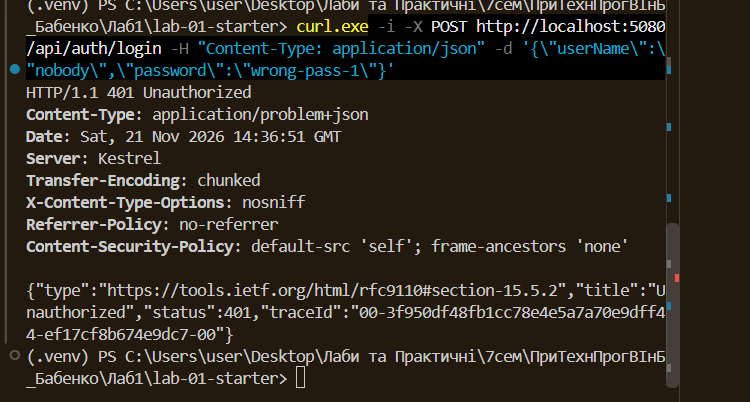 (.venv) PS C:\Users\user\Desktop\Лаби та Практичні\7сем\ПриТехнПрогВІнБ
_Бабенко\Лаб1\lab-01-starter> curl.exe -i -X POST http://localhost:5080
/api/auth/login -H "Content-Type: application/json" -d '{\"userName\":\
"nobody\",\"password\":\"wrong-pass-1\"}'
HTTP/1.1 401 Unauthorized
Content-Type: application/problem+json
Date: Sat, 21 Nov 2026 14:36:51 GMT
Server: Kestrel
Transfer-Encoding: chunked
X-Content-Type-Options: nosniff
Referrer-Policy: no-referrer
Content-Security-Policy: default-src 'self'; frame-ancestors 'none'
{"type":"https://tools.ietf.org/html/rfc9110#section-15.5.2","title":"U
nauthorized","status":401,"traceId":"00-3f950df48fb1cc78e4e5a7a70e9dff4
4-ef17cf8b674e9dc7-00"}
(.venv) PS C:\Users\user\Desktop\Лаби та Практичні\7сем\ПриТехнПрогВІнБ
_Бабенко\Лаб1\lab-01-starter>